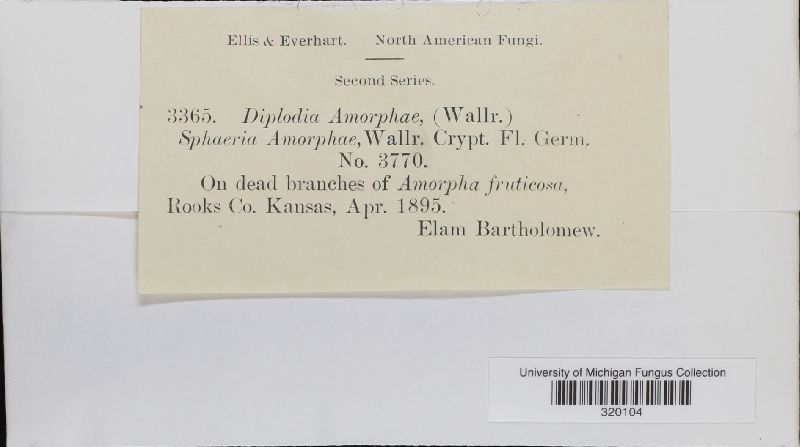 Ellis & Everhart. North American Fungi.
Second Series.
3365. Diplodia Amorphae, (Wallr.)
Sphaeria Amorphae, Wallr. Crypt. Fl. Germ.
No. 3770.
On dead branches of Amorpha fruticosa,
Rooks Co. Kansas, Apr. 1895.
Elam Bartholomew.
University of Michigan Fungus Collection
320104